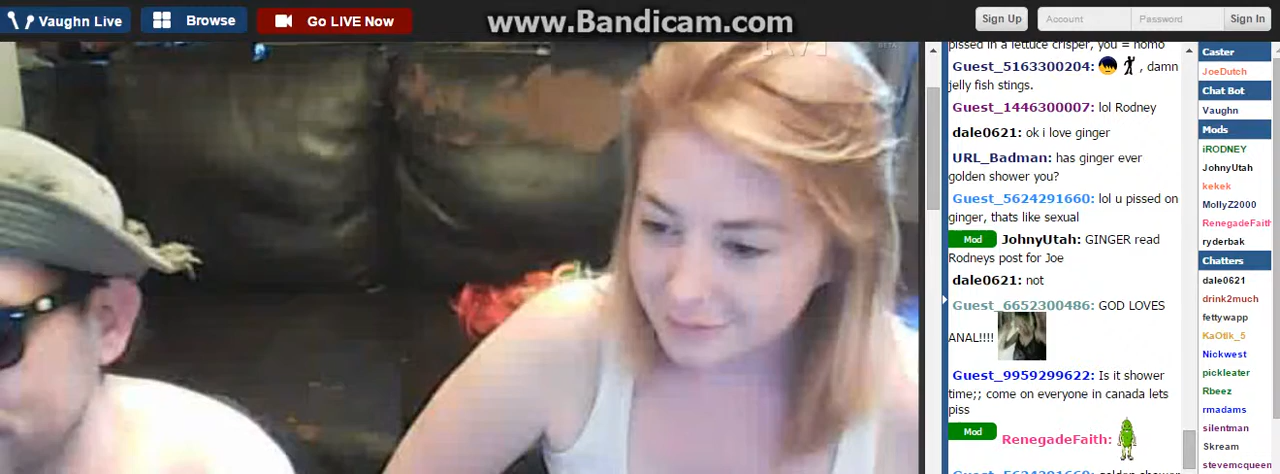 Vaughn Live
Browse
Go LIVE Now
www.Bandicam.com
Sign Up
Account
Password
Sign In
BETA
pissed in a lettuce crisper, you = homo
Guest_5163300204: , damn
jelly fish stings.
Guest_1446300007: lol Rodney
dale0621: ok i love ginger
URL_Badman: has ginger ever
golden shower you?
Guest_5624291660: lol u pissed on
ginger, thats like sexual
Mod JohnyUtah: GINGER read
Rodneys post for Joe
dale0621: not
Guest_6652300486: GOD LOVES
ANAL!!!!
Guest_9959299622: Is it shower
time;; come on everyone in canada lets
piss
Mod RenegadeFaith:
Guest_5624291660: golden shower
Caster
JoeDutch
Chat Bot
Vaughn
Mods
iRODNEY
JohnyUtah
kekek
MollyZ2000
RenegadeFaith
ryderbak
Chatters
dale0621
drink2much
fettywapp
KaOtIk_5
Nickwest
pickleater
Rbeez
rmadams
silentman
Skream
stevemcqueen